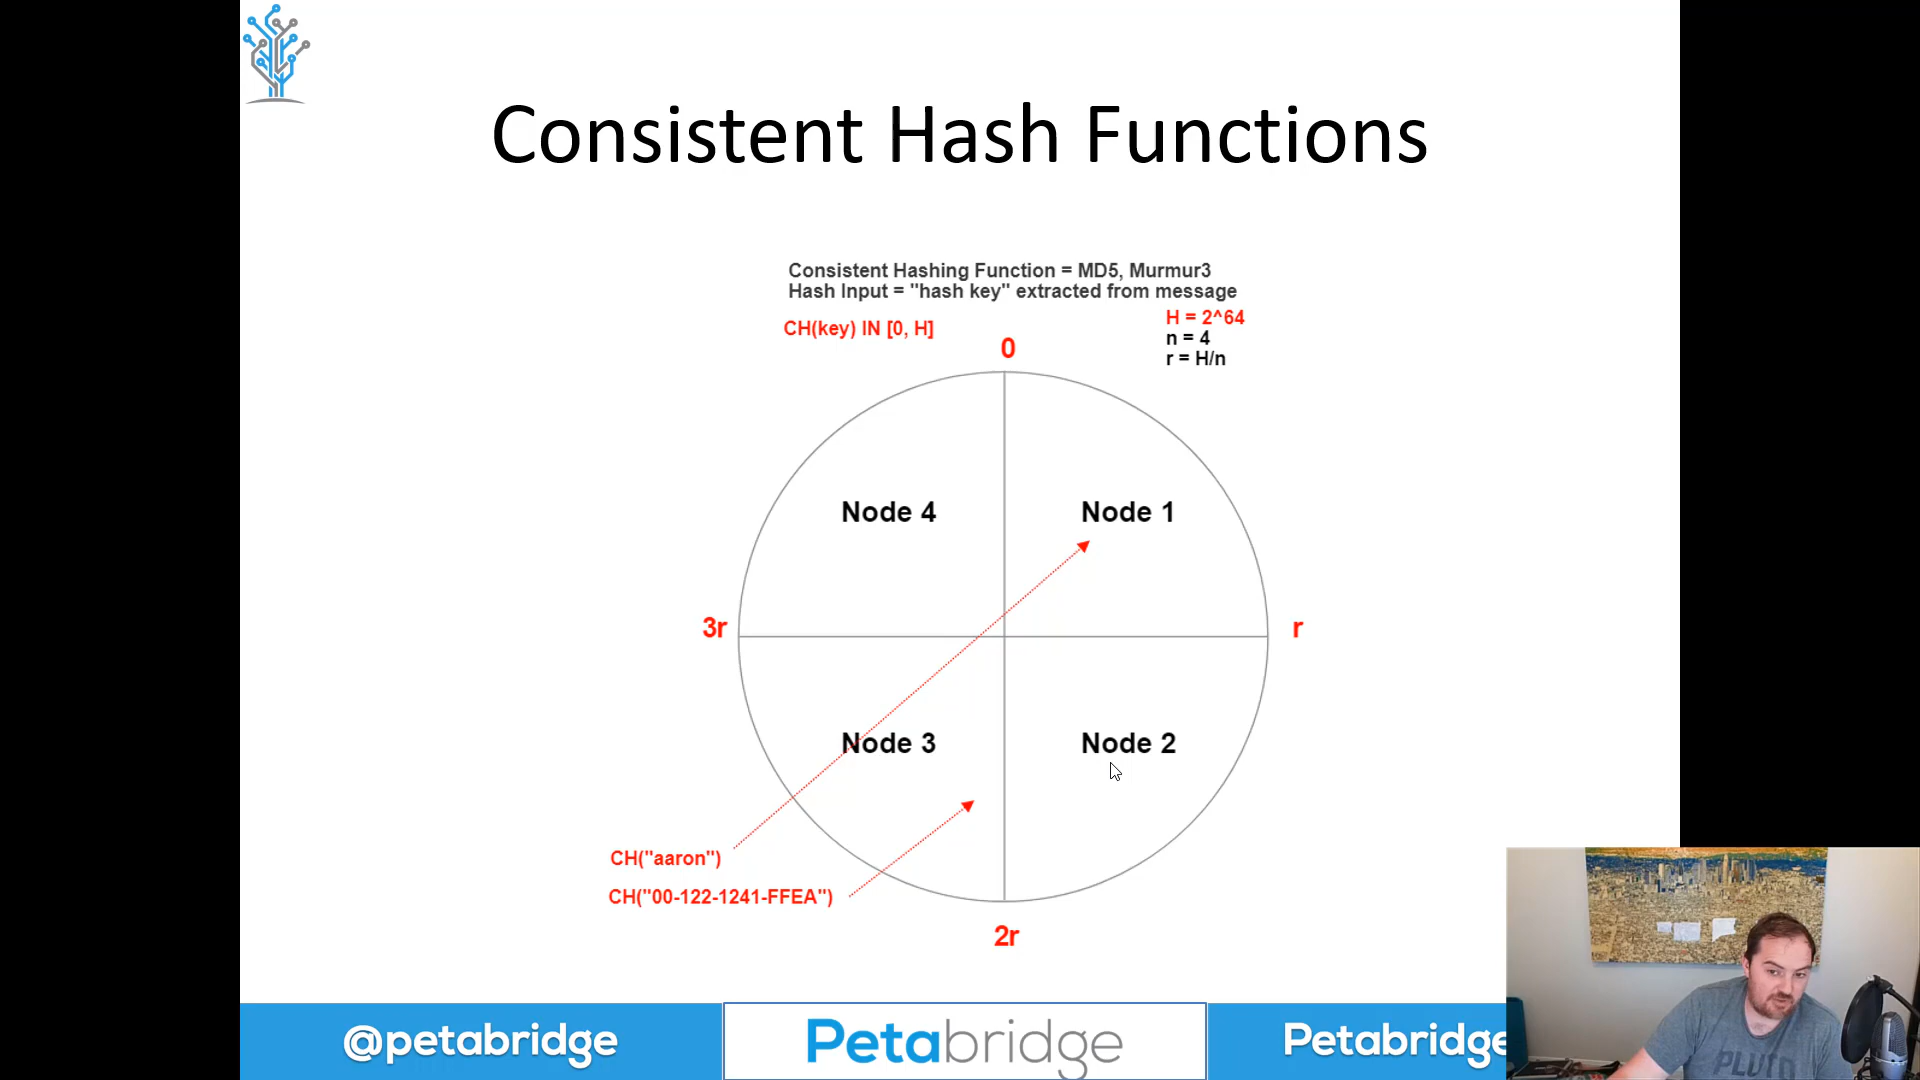 Consistent Hash Functions
Consistent Hashing Function = MD5, Murmur3
Hash Input = "hash key" extracted from message
CH(key) IN [0, H]
H = 2^64
n = 4
r = H/n
0
Node 4
Node 1
3r
r
Node 3
Node 2
CH("aaron")
CH("00-122-1241-FFEA")
2r
@petabridge
Petabridge
Petabridge
PLUTO